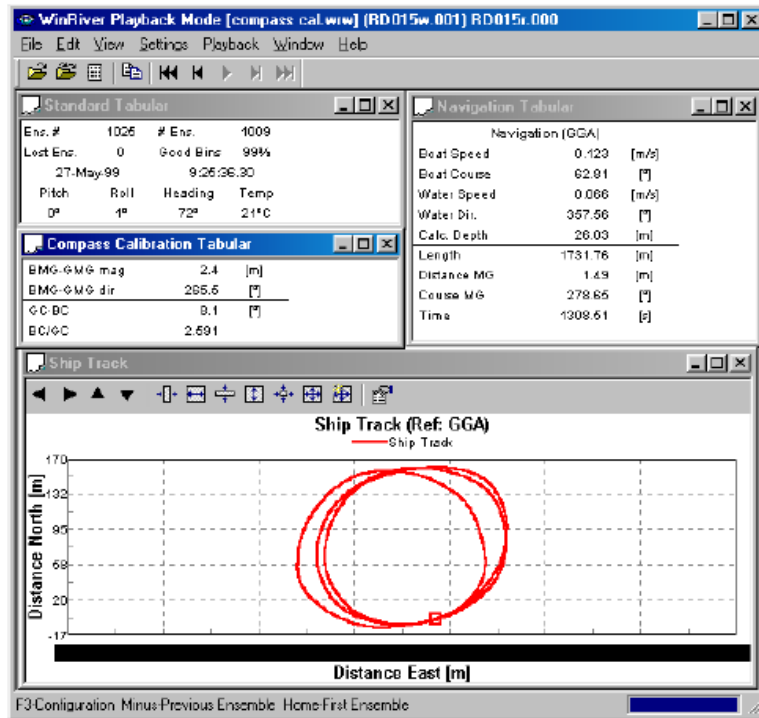 WinRiver Playback Mode [compass cal.wrw] (RD015w.001) RD015r.000
File Edit View Settings Playback Window Help
Standard Tabular
Ens. # 1025 # Ens. 1009
Lost Ens. 0 Good Bins 99%
27-May-99 9:25:36.30
Pitch Roll Heading Temp
0° 1° 72° 21°C
Compass Calibration Tabular
BMG-GMG mag 2.4 [m]
BMG-GMG dir 265.5 [°]
GC-BC 8.1 [°]
BC/GC 2.591
Navigation Tabular
Navigation (GGA)
Boat Speed 0.123 [m/s]
Boat Course 62.81 [°]
Water Speed 0.066 [m/s]
Water Dir. 357.56 [°]
Calc. Depth 26.03 [m]
Length 1731.76 [m]
Distance MG 1.49 [m]
Course MG 278.65 [°]
Time 1308.51 [s]
Ship Track
Ship Track (Ref: GGA)
Ship Track
170
132
95
20
-17
Distance North [m]
Distance East [m]
F3-Configuration Minus-Previous Ensemble Home-First Ensemble